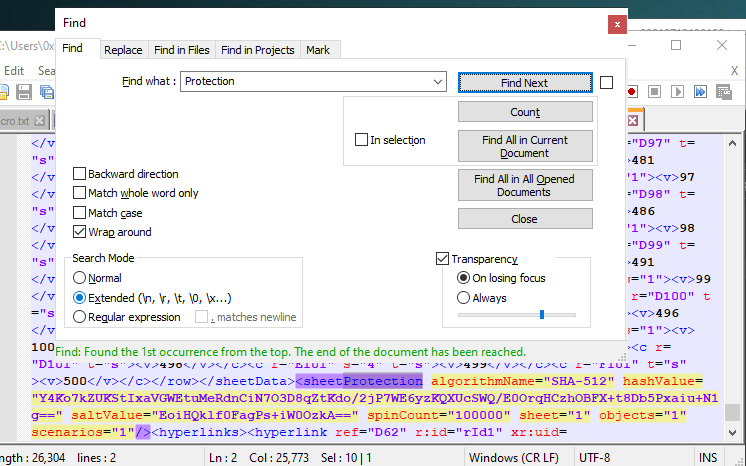 Find
C:\Users\0x
Edit
Sea
cro.txt
Find
Replace
Find in Files
Find in Projects
Mark
Find what :
Protection
Find Next
Count
In selection
Find All in Current
Document
Find All in All Opened
Documents
Close
Backward direction
Match whole word only
Match case
Wrap around
Search Mode
Normal
Extended (\n, \r, \t, \0, \x...)
Regular expression
. matches newline
Transparency
On losing focus
Always
Find: Found the 1st occurrence from the top. The end of the document has been reached.
X
</v
="D97" t=
"s"
>481
</v
"1"><v>97
</v
="D98" t=
"s"
>486
</v
"1"><v>98
</v
="D99" t=
"s"
>491
</v
s="1"><v>99
</v
r="D100" t
="s
<v>496
</v
="1"><v>
100
><c r=
"D101" t="s"><v>498</v></c><c r="E101" s="4" t="s"><v>499</v></c><c r="F101" t="s"
><v>500</v></c></row></sheetData><sheetProtection algorithmName="SHA-512" hashValue=
"Y4Ko7kZUKStIxaVGWEtuMeRdnCiN7O3D8qZtKdo/2jP7WE6yzKQXUcSWQ/E0OrqHCzhOBFX+t8Db5Pxaiu+N1
g==" saltValue="EoiHQklf0FagPs+iW0OzkA==" spinCount="100000" sheet="1" objects="1"
scenarios="1"/><hyperlinks><hyperlink ref="D62" r:id="rId1" xr:uid=
length : 26,304 lines : 2
Ln : 2 Col : 25,773 Sel : 10 | 1
Windows (CR LF)
UTF-8
INS